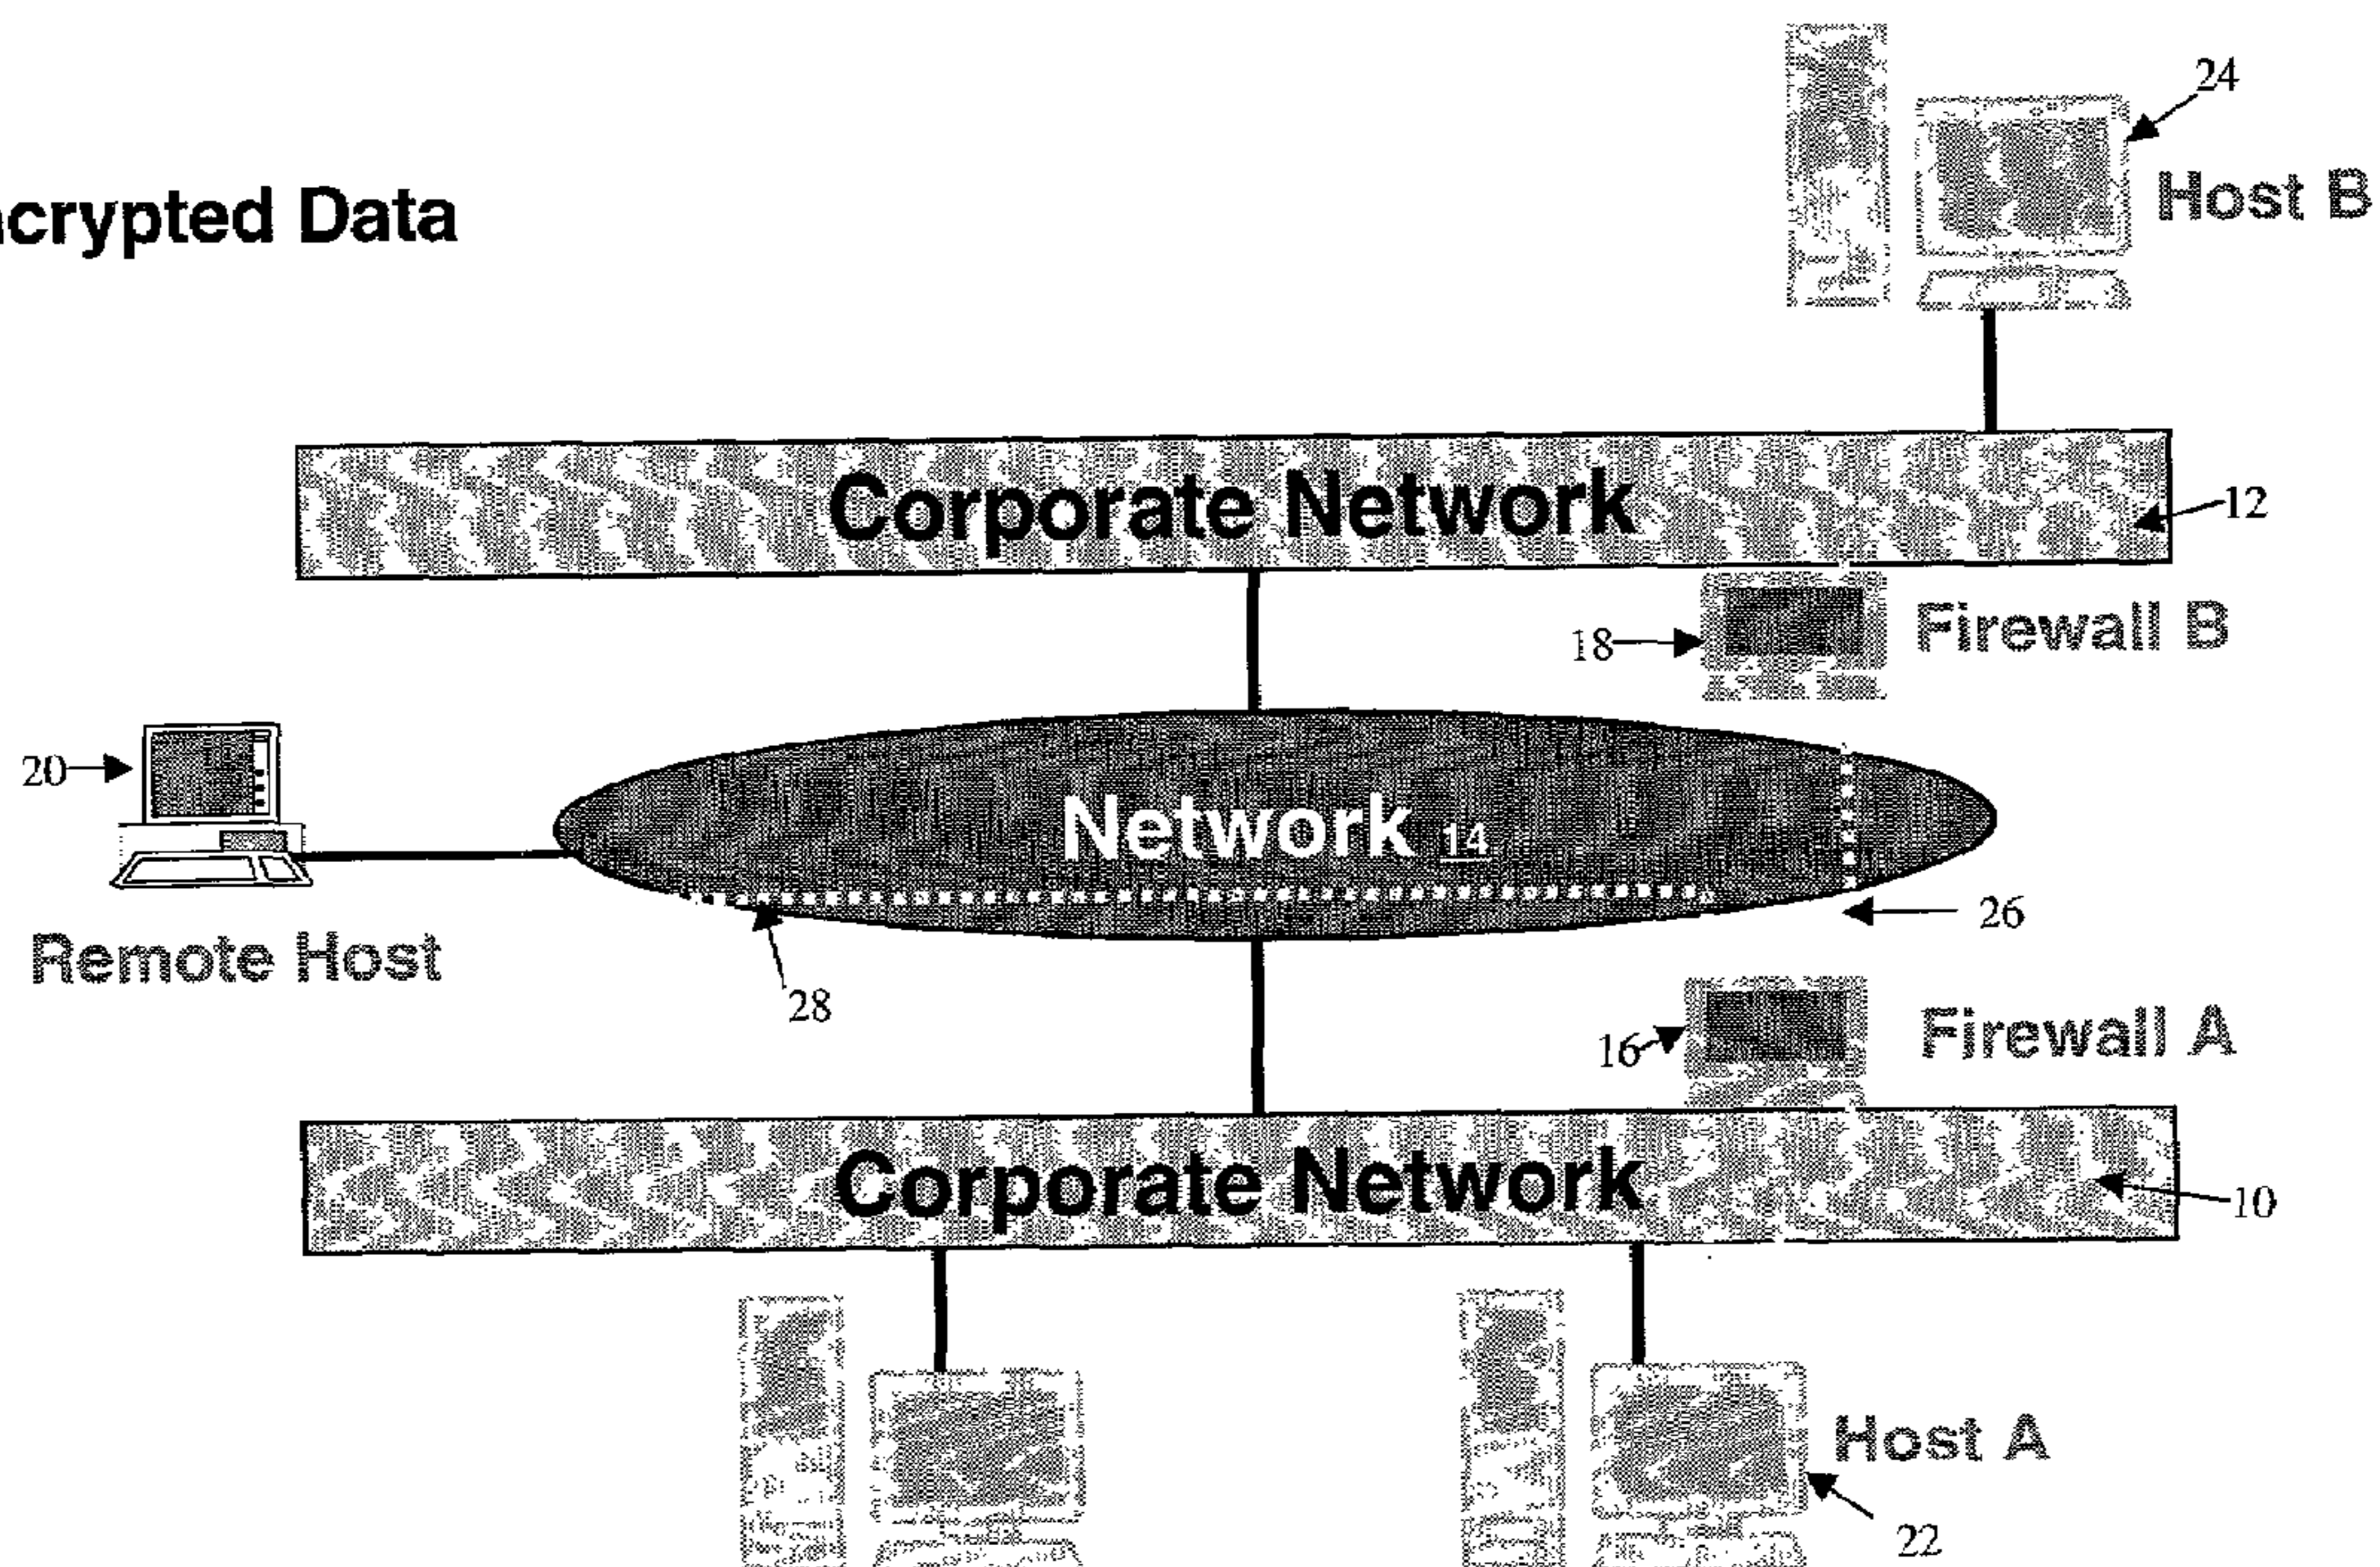 24
Host B
Data
Corporate Network
12
18
Firewall B
20
Network 14
26
Remote Host
28
16
Firewall A
Corporate Network
10
Host A
22